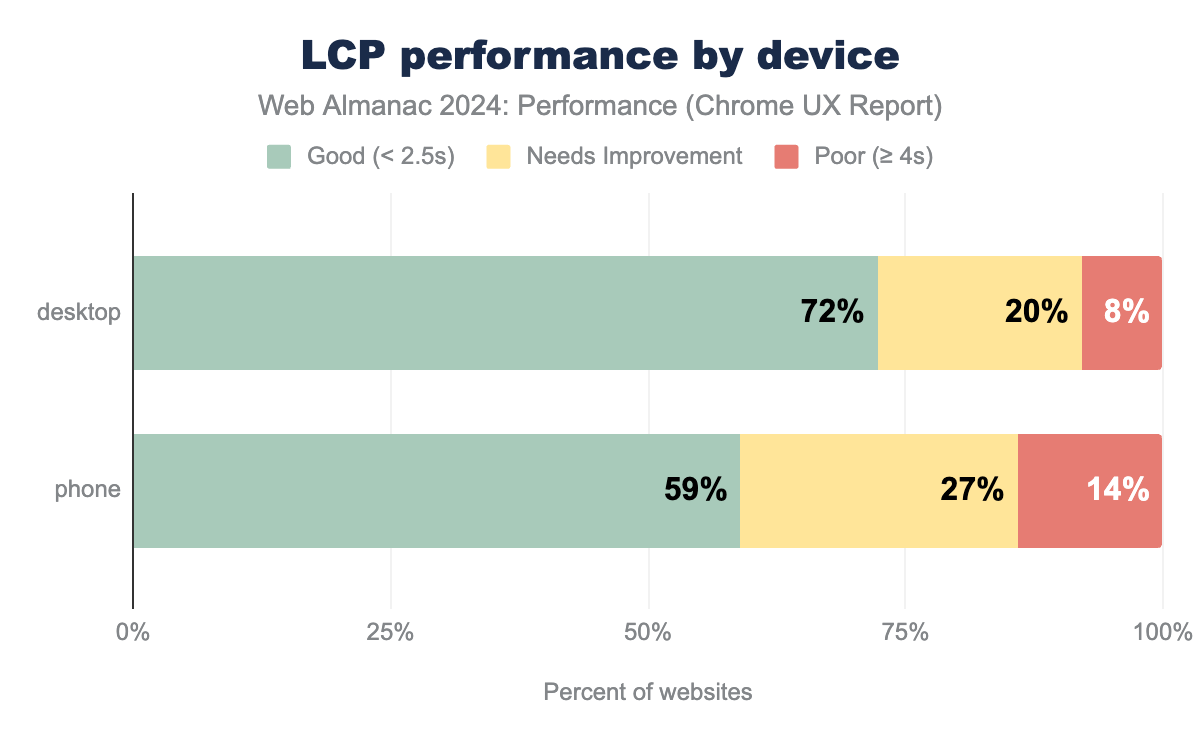 LCP performance by device
Web Almanac 2024: Performance (Chrome UX Report)
Good (< 2.5s) Needs Improvement Poor (≥ 4s)
desktop 72% 20% 8%
phone 59% 27% 14%
0% 25% 50% 75% 100%
Percent of websites